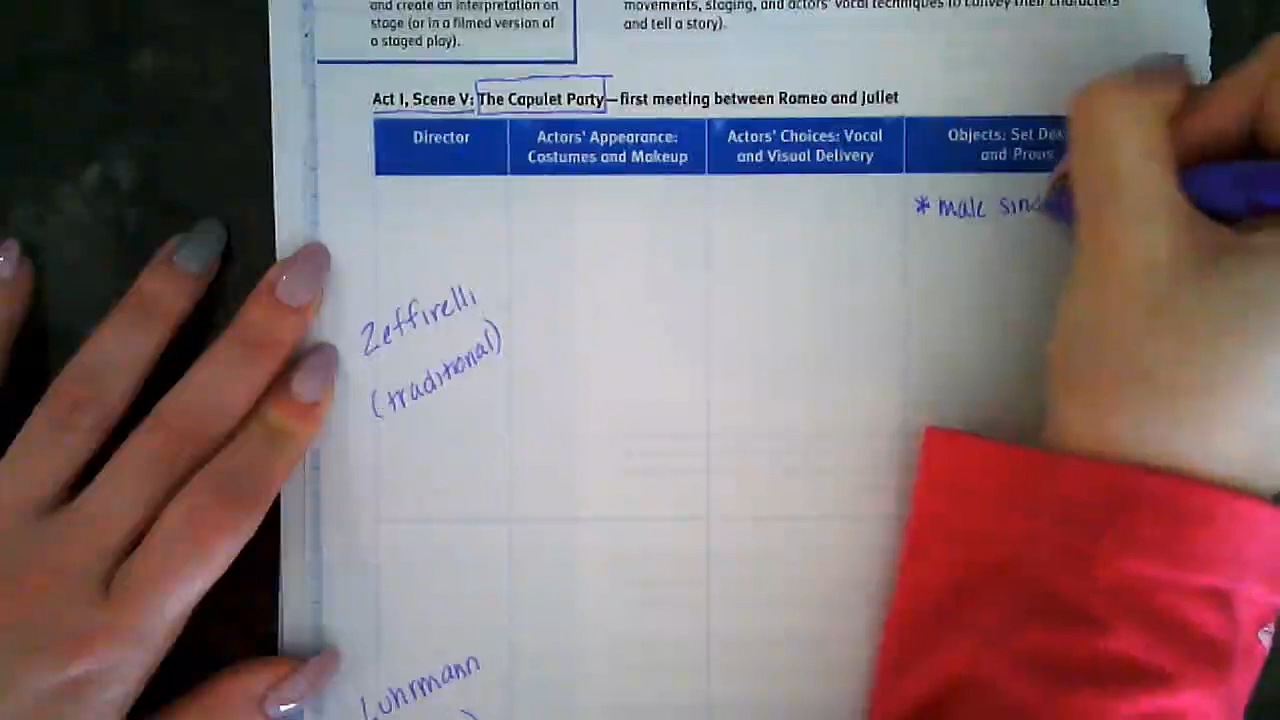 and create an interpretation on
stage (or in a filmed version of
a staged play).
movements, staging, and actors' vocal techniques to convey their characters
and tell a story).
Act I, Scene V: The Capulet Party—first meeting between Romeo and Juliet
Director
Actors' Appearance:
Costumes and Makeup
Actors' Choices: Vocal
and Visual Delivery
Objects: Set
and Props
* male
Zeffirelli
(traditional)
Luhrmann